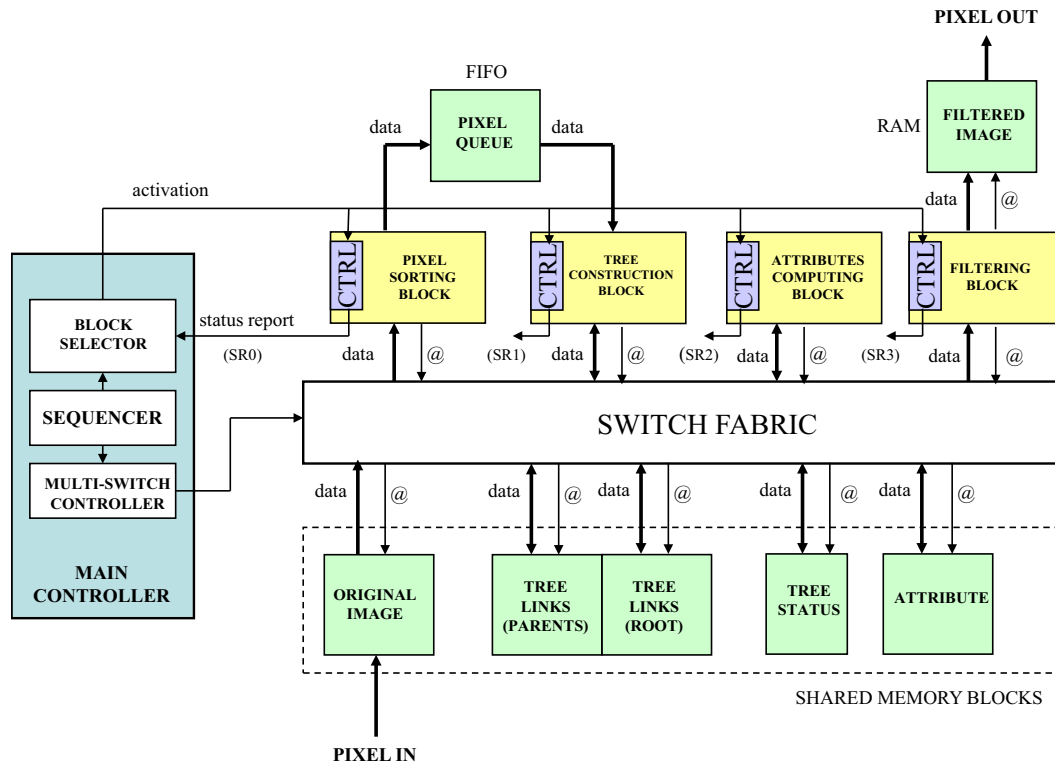 PIXEL OUT
FIFO
PIXEL
QUEUE
data
data
RAM
FILTERED
IMAGE
activation
data
@
CTRL
PIXEL
SORTING
BLOCK
CTRL
TREE
CONSTRUCTION
BLOCK
CTRL
ATTRIBUTES
COMPUTING
BLOCK
CTRL
FILTERING
BLOCK
BLOCK
SELECTOR
status report
(SR0)
data
@
(SR1)
data
@
(SR2)
data
@
(SR3)
data
@
SEQUENCER
MULTI-SWITCH
CONTROLLER
MAIN
CONTROLLER
SWITCH FABRIC
data
@
data
@
data
@
data
@
data
@
ORIGINAL
IMAGE
TREE
LINKS
(PARENTS)
TREE
LINKS
(ROOT)
TREE
STATUS
ATTRIBUTE
SHARED MEMORY BLOCKS
PIXEL IN